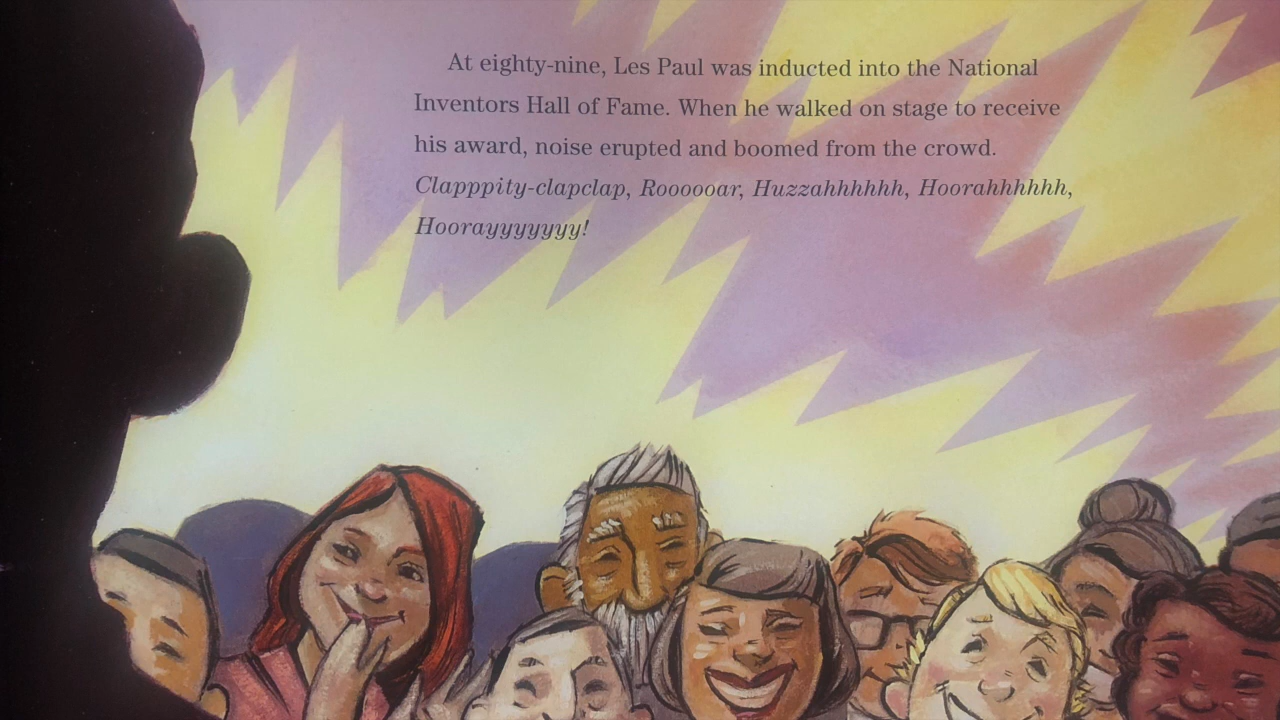 At eighty-nine, Les Paul was inducted into the National
Inventors Hall of Fame. When he walked on stage to receive
his award, noise erupted and boomed from the crowd.
Clapppity-clapclap, Roooooar, Huzzahhhhhh, Hoorahhhhhh,
Hoorayyyyyyy!